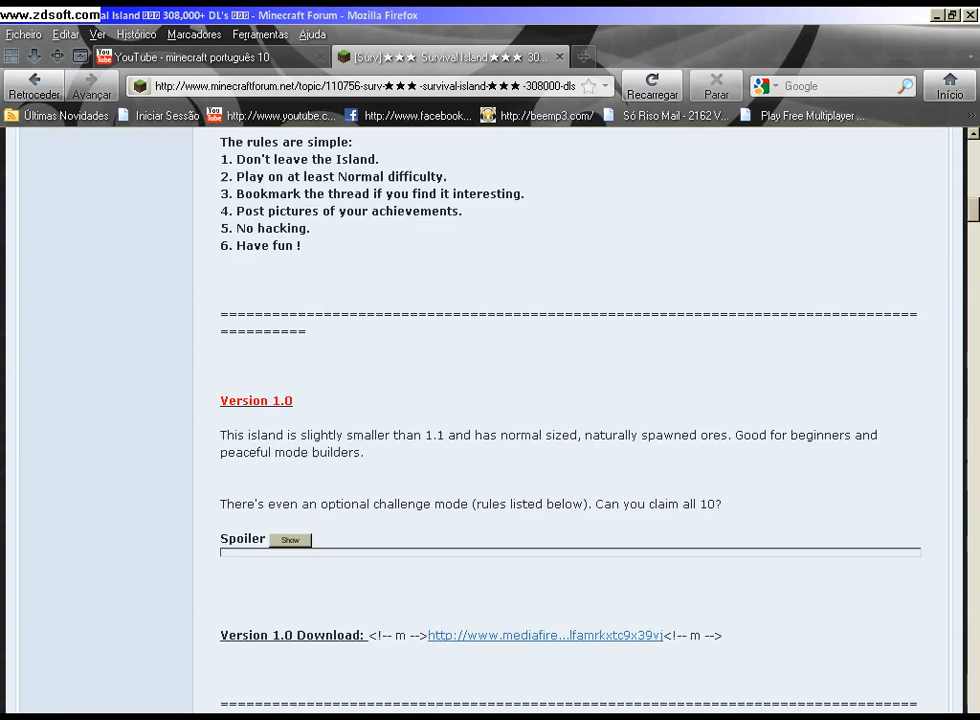 www.zdsoft.com al Island 308,000+ DL's - Minecraft Forum - Mozilla Firefox
Ficheiro Editar Ver Histórico Marcadores Ferramentas Ajuda
YouTube - minecraft português 10 [Surv]★★★ Survival Island★★★ 30...
Retroceder Avançar http://www.minecraftforum.net/topic/110756-surv-★★★-survival-island-★★★-308000-dls Recarregar Parar Google Início
Últimas Novidades Iniciar Sessão http://www.youtube.c... http://www.facebook... http://beemp3.com/ Só Riso Mail - 2162 V... Play Free Multiplayer ...
The rules are simple:
1. Don't leave the Island.
2. Play on at least Normal difficulty.
3. Bookmark the thread if you find it interesting.
4. Post pictures of your achievements.
5. No hacking.
6. Have fun !
Version 1.0
This island is slightly smaller than 1.1 and has normal sized, naturally spawned ores. Good for beginners and
peaceful mode builders.
There's even an optional challenge mode (rules listed below). Can you claim all 10?
Spoiler Show
Version 1.0 Download: <!-- m -->http://www.mediafire...lfamrkxtc9x39vj<!-- m -->